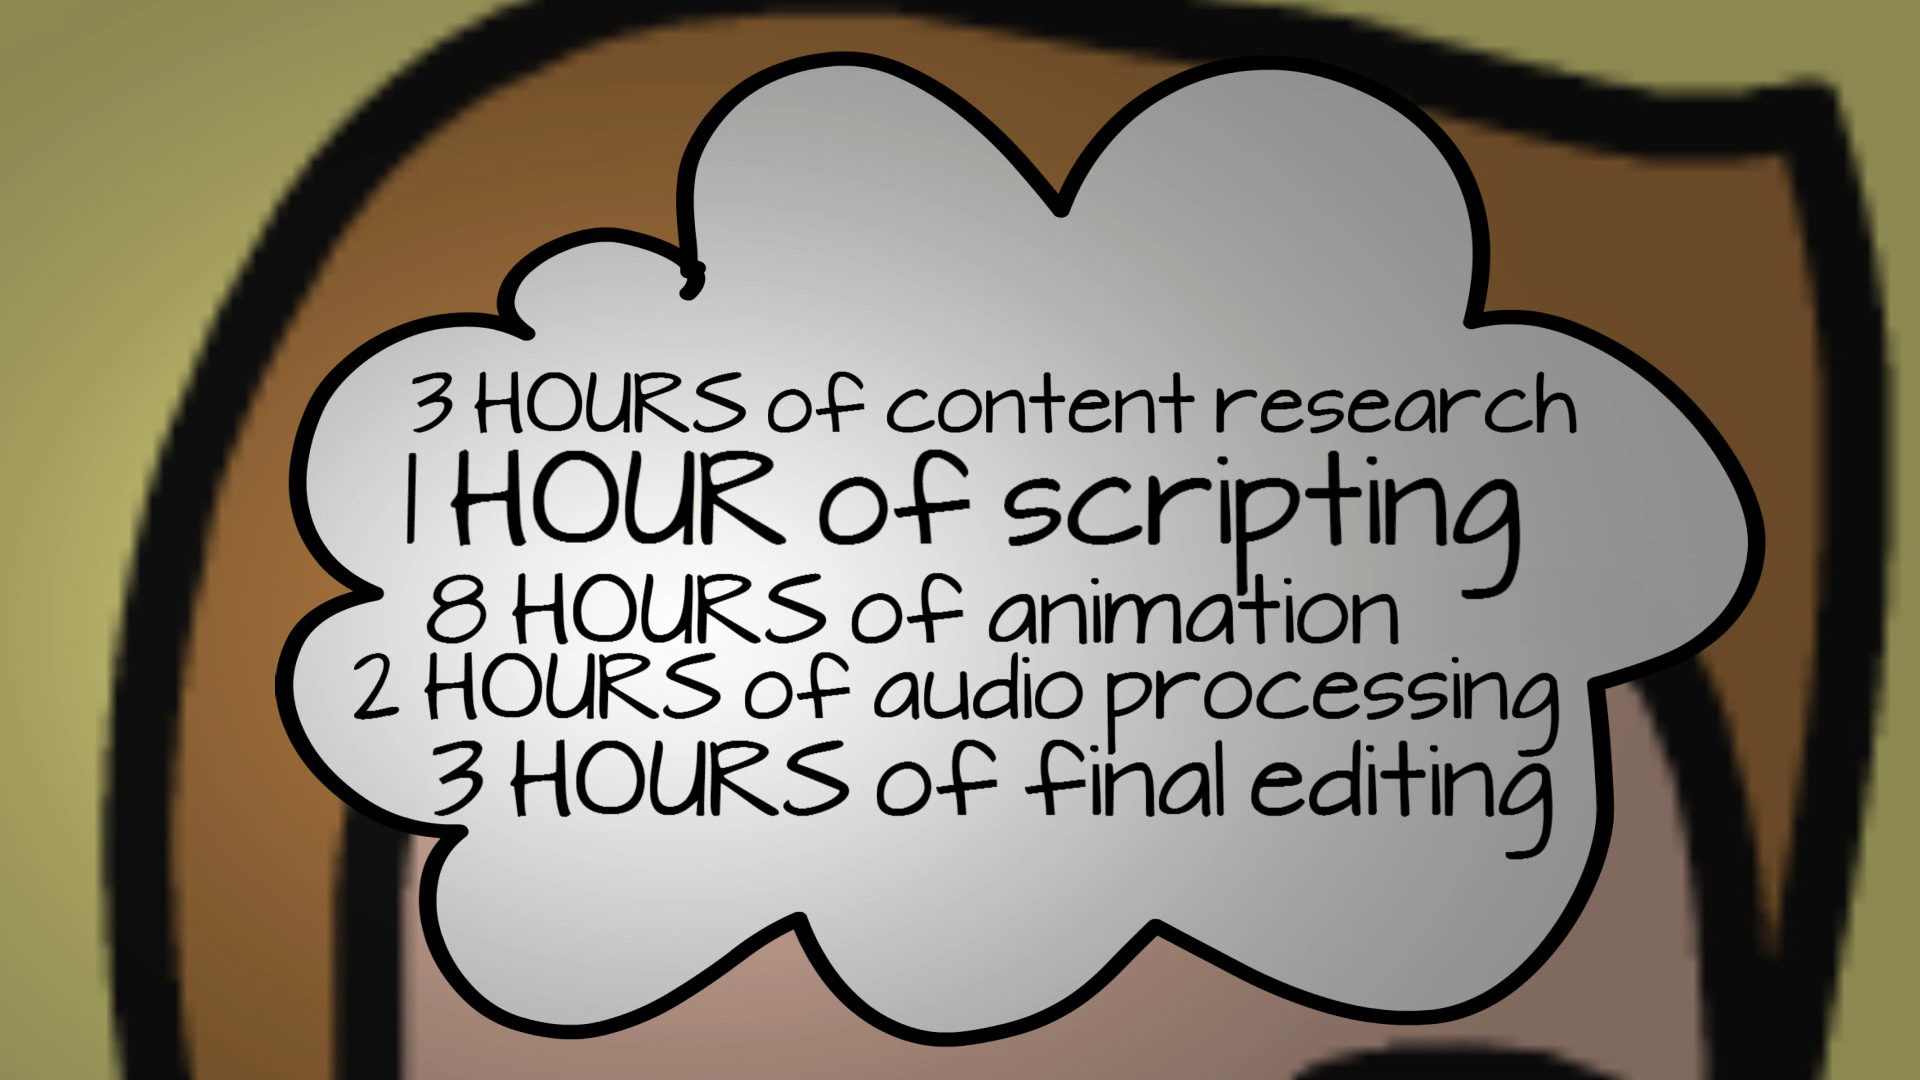 3 HOURS of content research
1 HOUR of scripting
8 HOURS of animation
2 HOURS of audio processing
3 HOURS of final editing